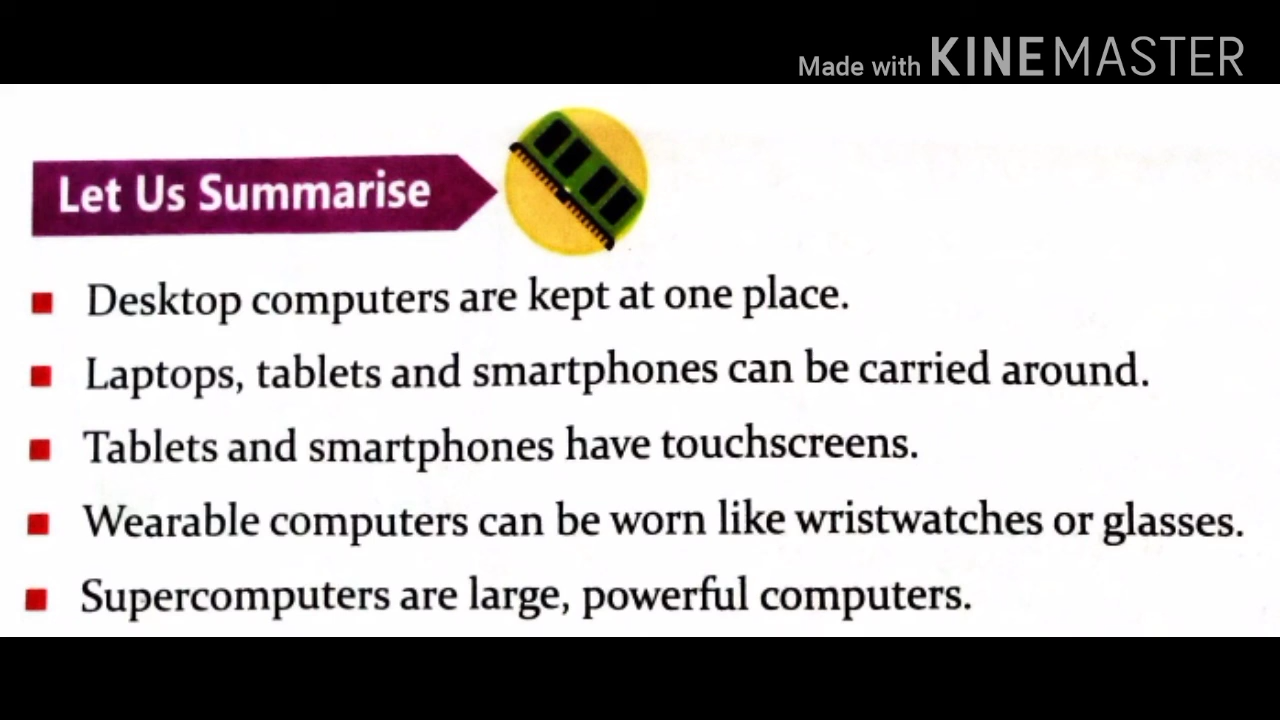 Made with KINEMASTER
Let Us Summarise
Desktop computers are kept at one place.
Laptops, tablets and smartphones can be carried around.
Tablets and smartphones have touchscreens.
Wearable computers can be worn like wristwatches or glasses.
Supercomputers are large, powerful computers.